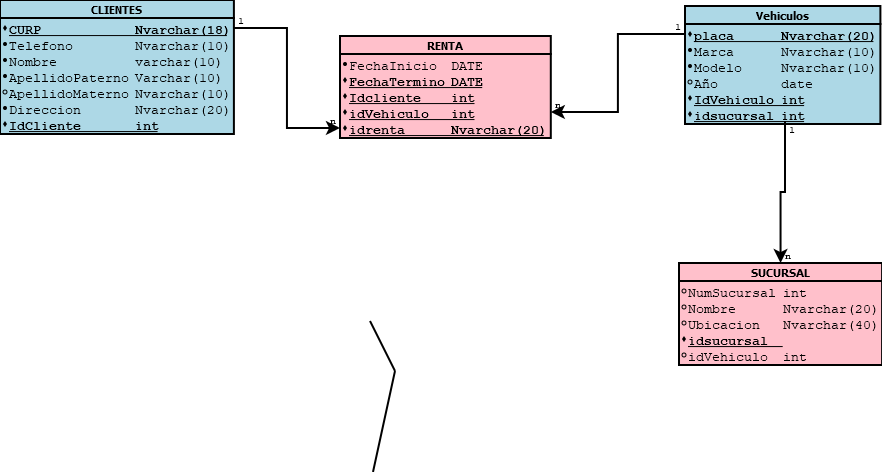 CLIENTES
CURP Nvarchar(18)
Telefono Nvarchar(10)
Nombre varchar(10)
ApellidoPaterno Varchar(10)
ApellidoMaterno Nvarchar(10)
Direccion Nvarchar(20)
IdCliente int
1
n
RENTA
FechaInicio DATE
FechaTermino DATE
Idcliente int
idVehiculo int
idrenta Nvarchar(20)
n
1
Vehiculos
placa Nvarchar(20)
Marca Nvarchar(10)
Modelo Nvarchar(10)
Año date
IdVehiculo int
idsucursal int
1
n
SUCURSAL
NumSucursal int
Nombre Nvarchar(20)
Ubicacion Nvarchar(40)
idsucursal
idVehiculo int